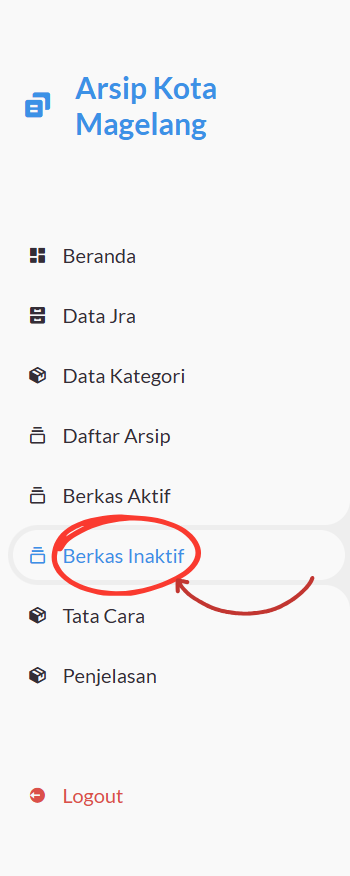 Arsip Kota
Magelang
Beranda
Data Jra
Data Kategori
Daftar Arsip
Berkas Aktif
Berkas Inaktif
Tata Cara
Penjelasan
Logout